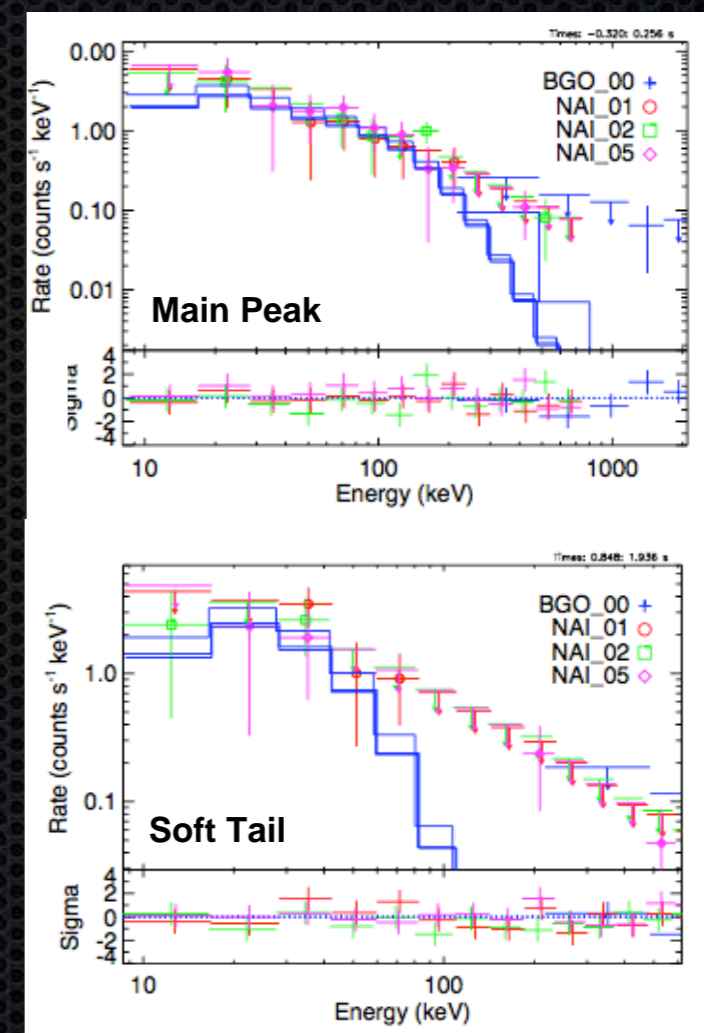 Times: -0.320: 0.256 s
0.00
1.00
0.10
0.01
Rate (counts s-1 keV-1)
BGO_00
NAI_01
NAI_02
NAI_05
Main Peak
4
2
0
-2
-4
Sigma
10
100
1000
Energy (keV)
Times: 0.848: 1.936 s
1.0
0.1
Rate (counts s-1 keV-1)
BGO_00
NAI_01
NAI_02
NAI_05
Soft Tail
4
2
0
-2
-4
Sigma
10
100
Energy (keV)